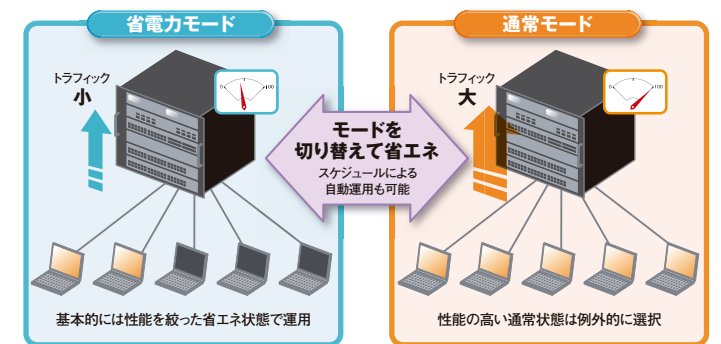 省電力モード
トラフィック
小
0
100
モードを
切り替えて省エネ
スケジュールによる
自動運用も可能
通常モード
トラフィック
大
0
100
基本的には性能を絞った省エネ状態で運用
性能の高い通常状態は例外的に選択